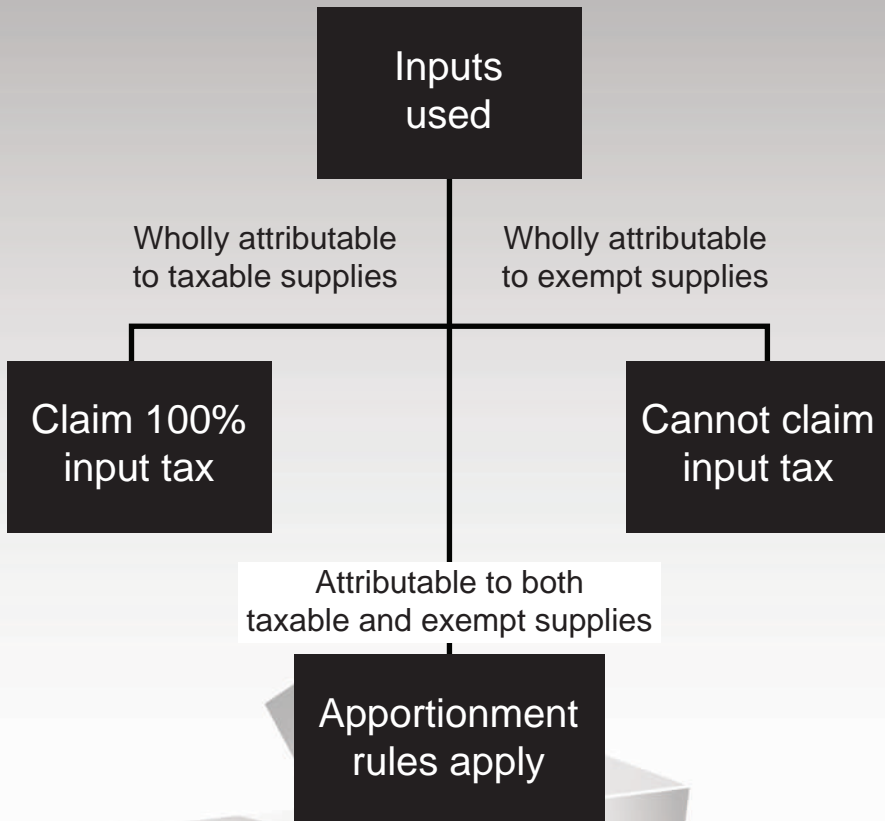 Inputs
used
Wholly attributable
to taxable supplies
Wholly attributable
to exempt supplies
Claim 100%
input tax
Cannot claim
input tax
Attributable to both
taxable and exempt supplies
Apportionment
rules apply